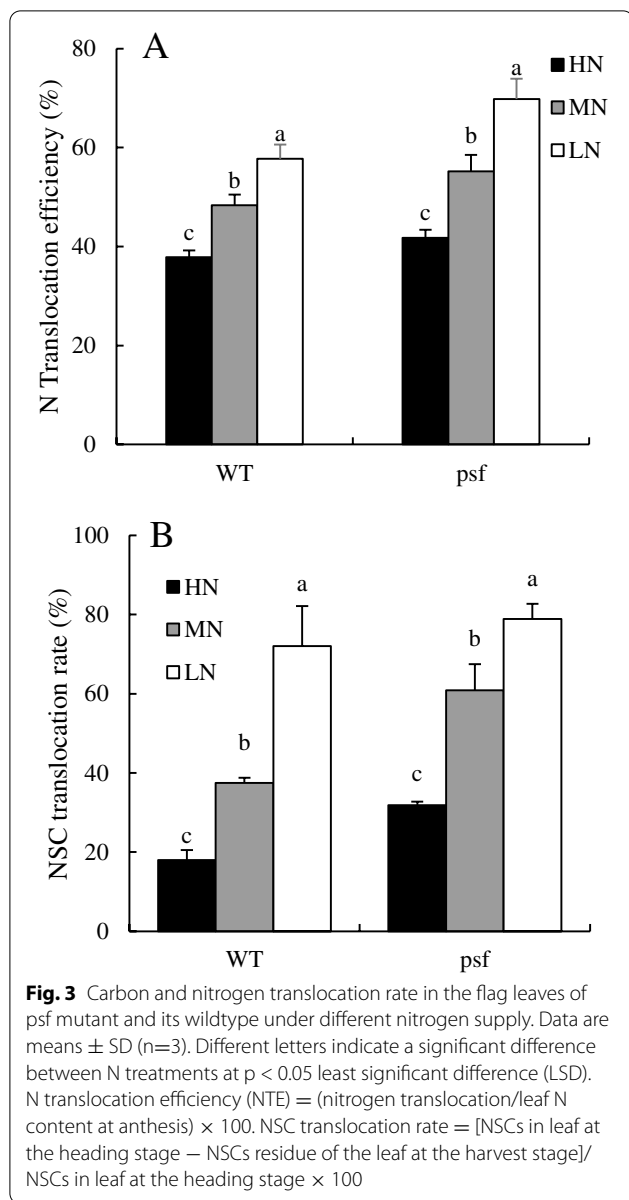 A
N Translocation efficiency (%)
80
60
40
20
0
HN
MN
LN
c
b
a
c
b
a
WT
psf
B
NSC translocation rate (%)
100
80
60
40
20
0
HN
MN
LN
c
b
a
c
b
a
WT
psf
Fig. 3 Carbon and nitrogen translocation rate in the flag leaves of
psf mutant and its wildtype under different nitrogen supply. Data are
means ± SD (n=3). Different letters indicate a significant difference
between N treatments at p < 0.05 least significant difference (LSD).
N translocation efficiency (NTE) = (nitrogen translocation/leaf N
content at anthesis) × 100. NSC translocation rate = [NSCs in leaf at
the heading stage − NSCs residue of the leaf at the harvest stage]/
NSCs in leaf at the heading stage × 100